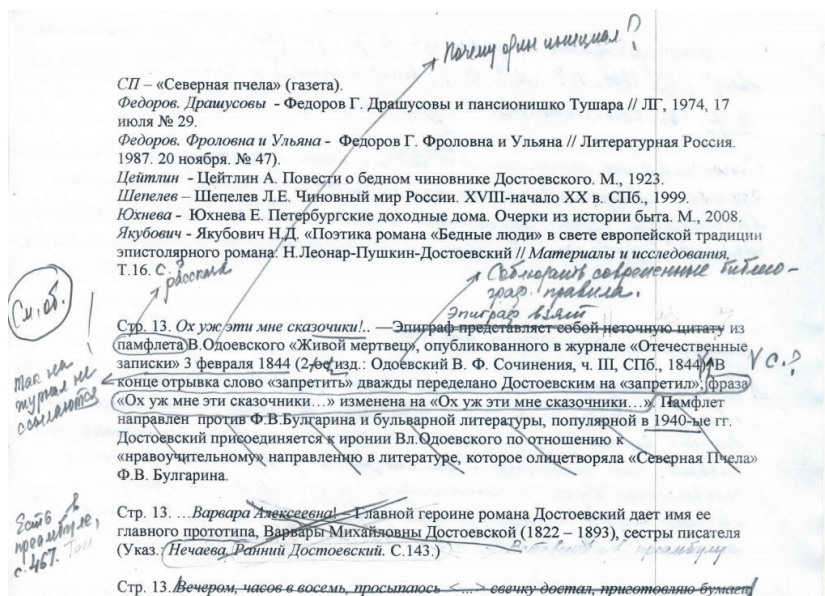 Почему один инициал?
СП – «Северная пчела» (газета).
Федоров. Драшусовы - Федоров Г. Драшусовы и пансионишко Тушара // ЛГ, 1974, 17
июля № 29.
Федоров. Фроловна и Ульяна - Федоров Г. Фроловна и Ульяна // Литературная Россия.
1987. 20 ноября. № 47).
Цейтлин - Цейтлин А. Повести о бедном чиновнике Достоевского. М., 1923.
Шепелев – Шепелев Л.Е. Чиновный мир России. XVIII-начало XX в. СПб., 1999.
Юхнева - Юхнева Е. Петербургские доходные дома. Очерки из истории быта. М., 2008.
Якубович - Якубович Н.Д. «Поэтика романа «Бедные люди» в свете европейской традиции
эпистолярного романа: Н.Леонар-Пушкин-Достоевский // Материалы и исследования,
Т.16. С.?
рассказа
Соблюдать современные библио-
граф. правила.
См. об.
!
Эпиграф взят
Стр. 13. Ох уж эти мне сказочики!.. —Эпиграф представляет собой неточную цитату из
памфлета В.Одоевского «Живой мертвец», опубликованного в журнале «Отечественные
записки» 3 февраля 1844 (2 изд.: Одоевский В. Ф. Сочинения, ч. III, СПб., 1844). В
V с.?
Так на
журнал не
ссылаются
конце отрывка слово «запретить» дважды переделано Достоевским на «запретил», фраза
«Ох уж мне эти сказочники…» изменена на «Ох уж эти мне сказочники…». Памфлет
направлен против Ф.В.Булгарина и бульварной литературы, популярной в 1940-ые гг.
Достоевский присоединяется к иронии Вл.Одоевского по отношению к
«нравоучительному» направлению в литературе, которое олицетворяла «Северная Пчела»
Ф.В. Булгарина.
Есть в
преамбуле,
с. 467.
Стр. 13. …Варвара Алексеевна! – Главной героине романа Достоевский дает имя ее
главного прототипа, Варвары Михайловны Достоевской (1822 – 1893), сестры писателя
(Указ.: Нечаева, Ранний Достоевский. С.143.)
в преамбулу
Стр. 13. Вечером, часов в восемь, просыпаюсь <…> свечку достал, приготовляю бумаги